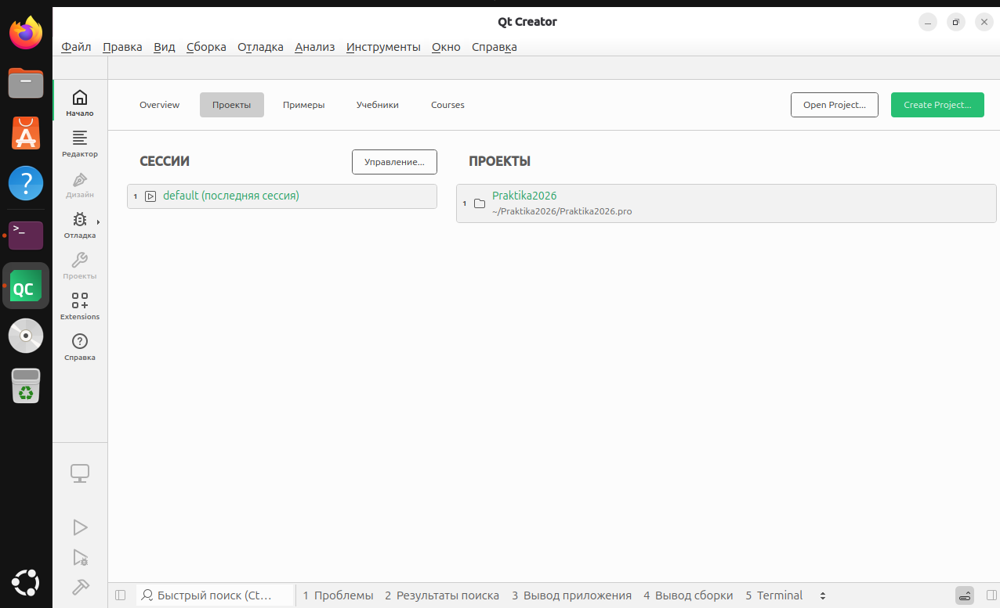 Qt Creator
Файл Правка Вид Сборка Отладка Анализ Инструменты Окно Справка
Overview Проекты Примеры Учебники Courses Open Project... Create Project...
Начало
Редактор
Дизайн
Отладка
Проекты
Extensions
Справка
СЕССИИ Управление...
1 default (последняя сессия)
ПРОЕКТЫ
1 Praktika2026
~/Praktika2026/Praktika2026.pro
A
?
>_
QC
Быстрый поиск (Ct... 1 Проблемы 2 Результаты поиска 3 Вывод приложения 4 Вывод сборки 5 Terminal